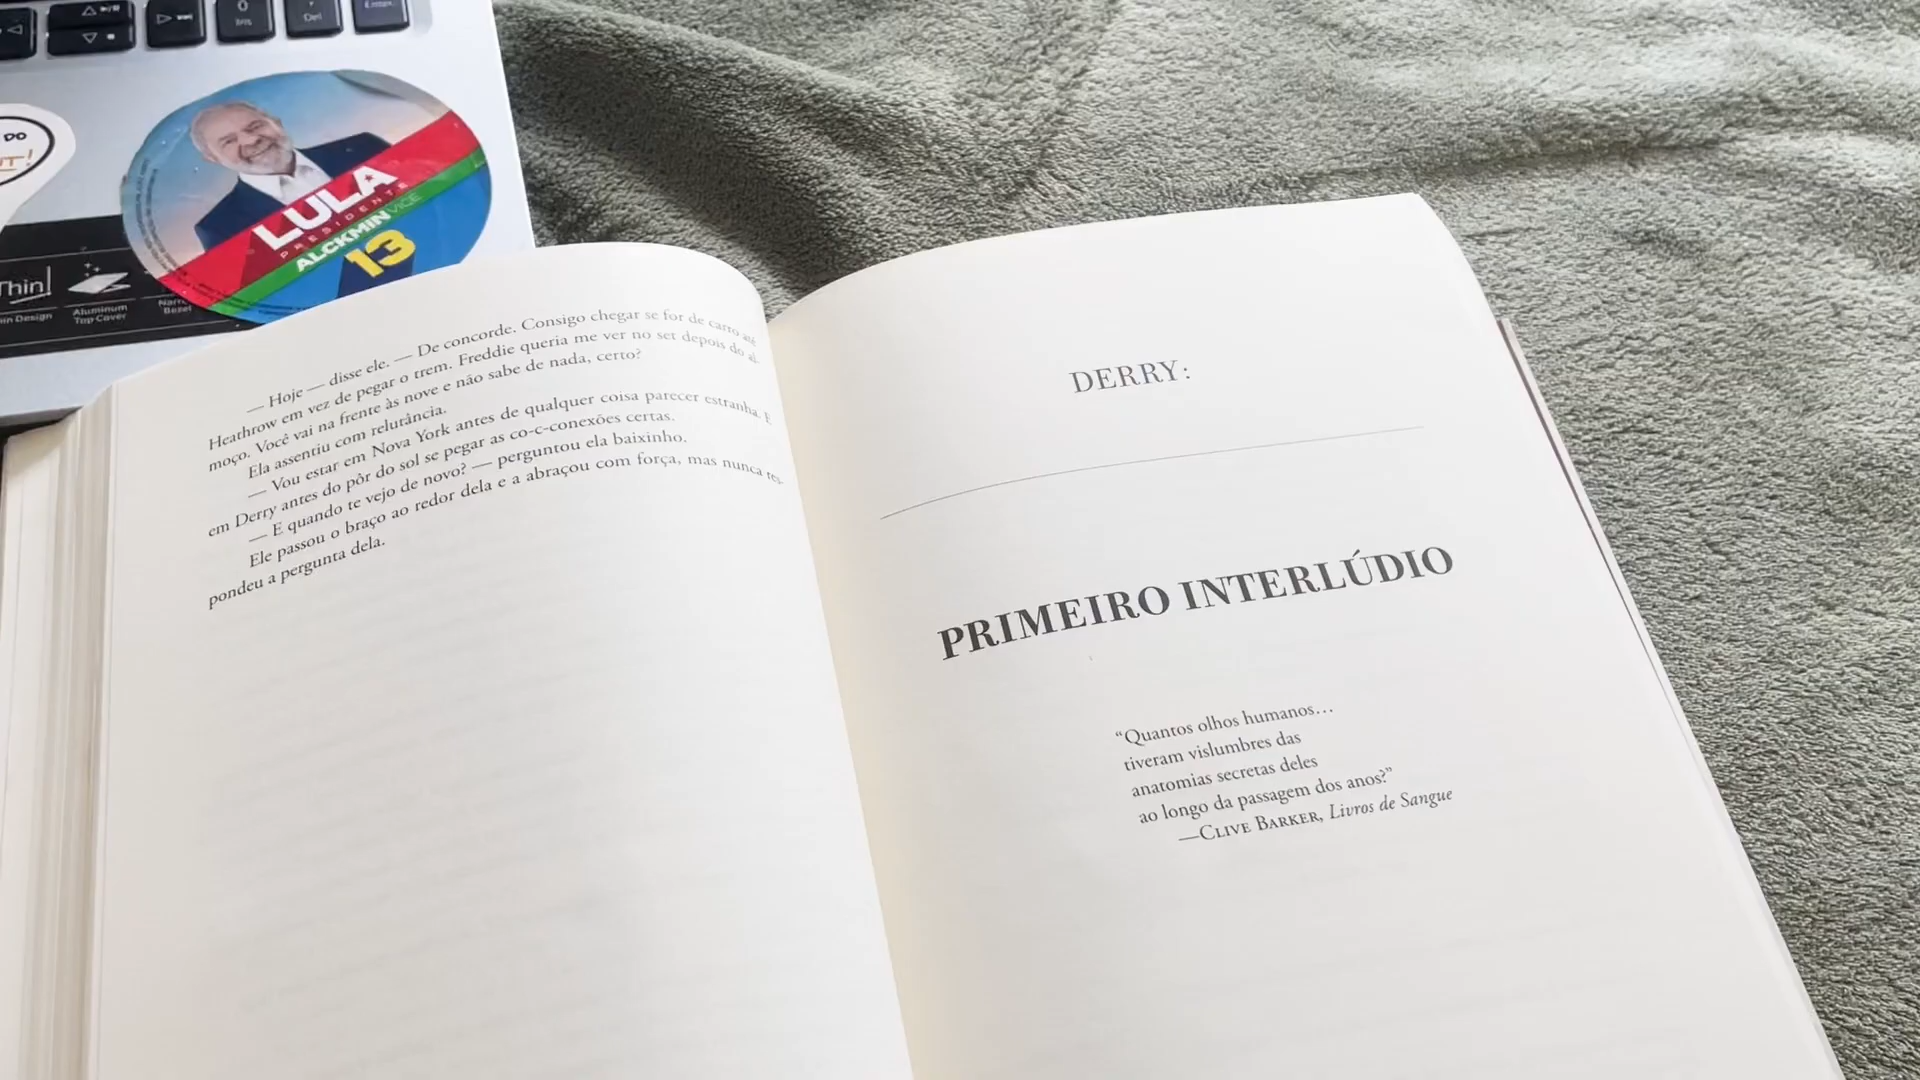 Ins
Del
Enter
DO
LULA
PRESIDENTE
ALCKMIN VICE
13
Thin
Design
Aluminum
Top Cover
Bezel
— Hoje — disse ele. — De concorde. Consigo chegar se for de carro até
Heathrow em vez de pegar o trem. Freddie queria me ver no set depois do al-
moço. Você vai na frente às nove e não sabe de nada, certo?
Ela assentiu com relutância.
— Vou estar em Nova York antes de qualquer coisa parecer estranha. E
em Derry antes do pôr do sol se pegar as co-c-conexões certas.
— E quando te vejo de novo? — perguntou ela baixinho.
Ele passou o braço ao redor dela e a abraçou com força, mas nunca res-
pondeu a pergunta dela.
DERRY:
PRIMEIRO INTERLÚDIO
“Quantos olhos humanos…
tiveram vislumbres das
anatomias secretas deles
ao longo da passagem dos anos?”
—CLIVE BARKER, Livros de Sangue